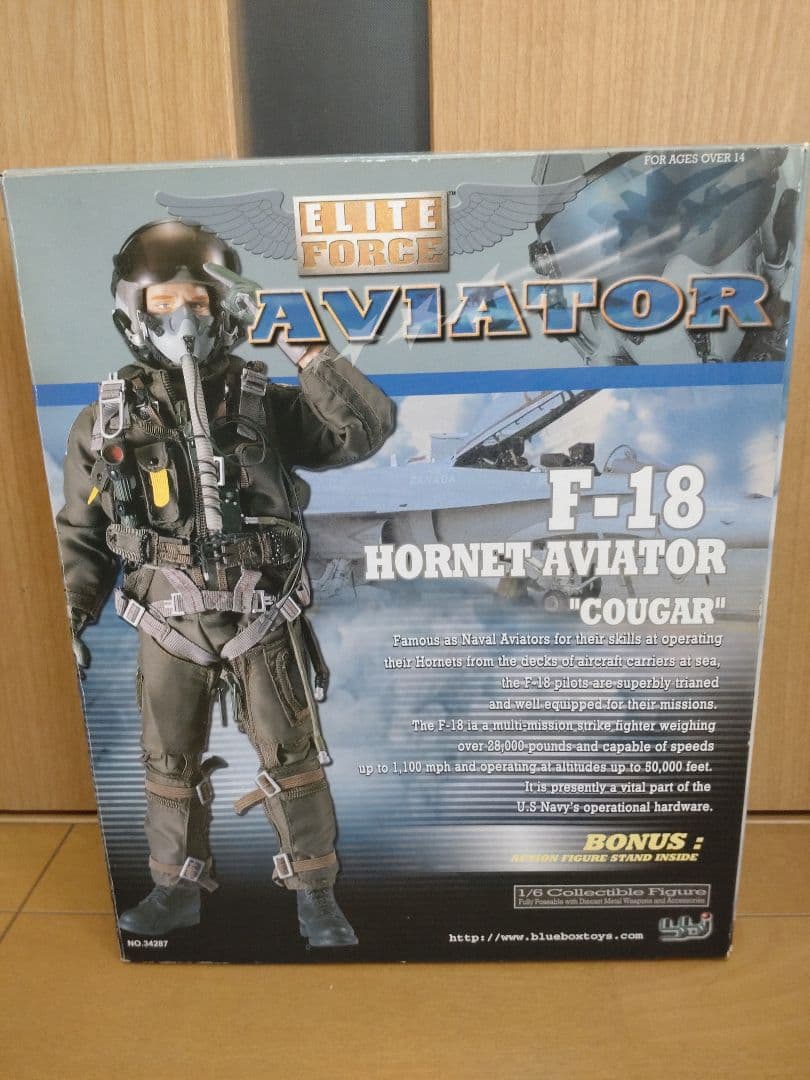 FOR AGES OVER 14
ELITE
FORCE
™
AVIATOR
CANADA
F-18
HORNET AVIATOR
"COUGAR"
Famous as Naval Aviators for their skills at operating
their Hornets from the decks of aircraft carriers at sea,
the F-18 pilots are superbly trianed
and well equipped for their missions.
The F-18 ia a multi-mission strike fighter weighing
over 28,000 pounds and capable of speeds
up to 1,100 mph and operating at altitudes up to 50,000 feet.
It is presently a vital part of the
U.S Navy's operational hardware.
BONUS :
ACTION FIGURE STAND INSIDE
1/6 Collectible Figure
Fully Poseable with Diecast Metal Weapons and Accessories
http://www.blueboxtoys.com
bbi
NO.34287